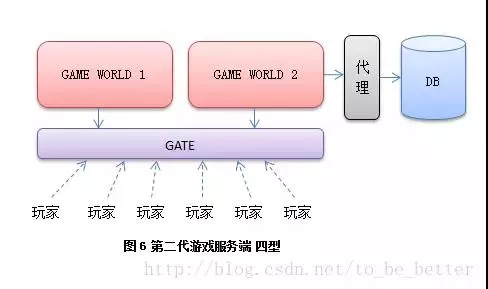 GAME WORLD 1
GAME WORLD 2
代理
DB
GATE
玩家 玩家 玩家 玩家 玩家 玩家
图 6 第二代游戏服务端 四型
http://blog.csdn.net/to_be_better